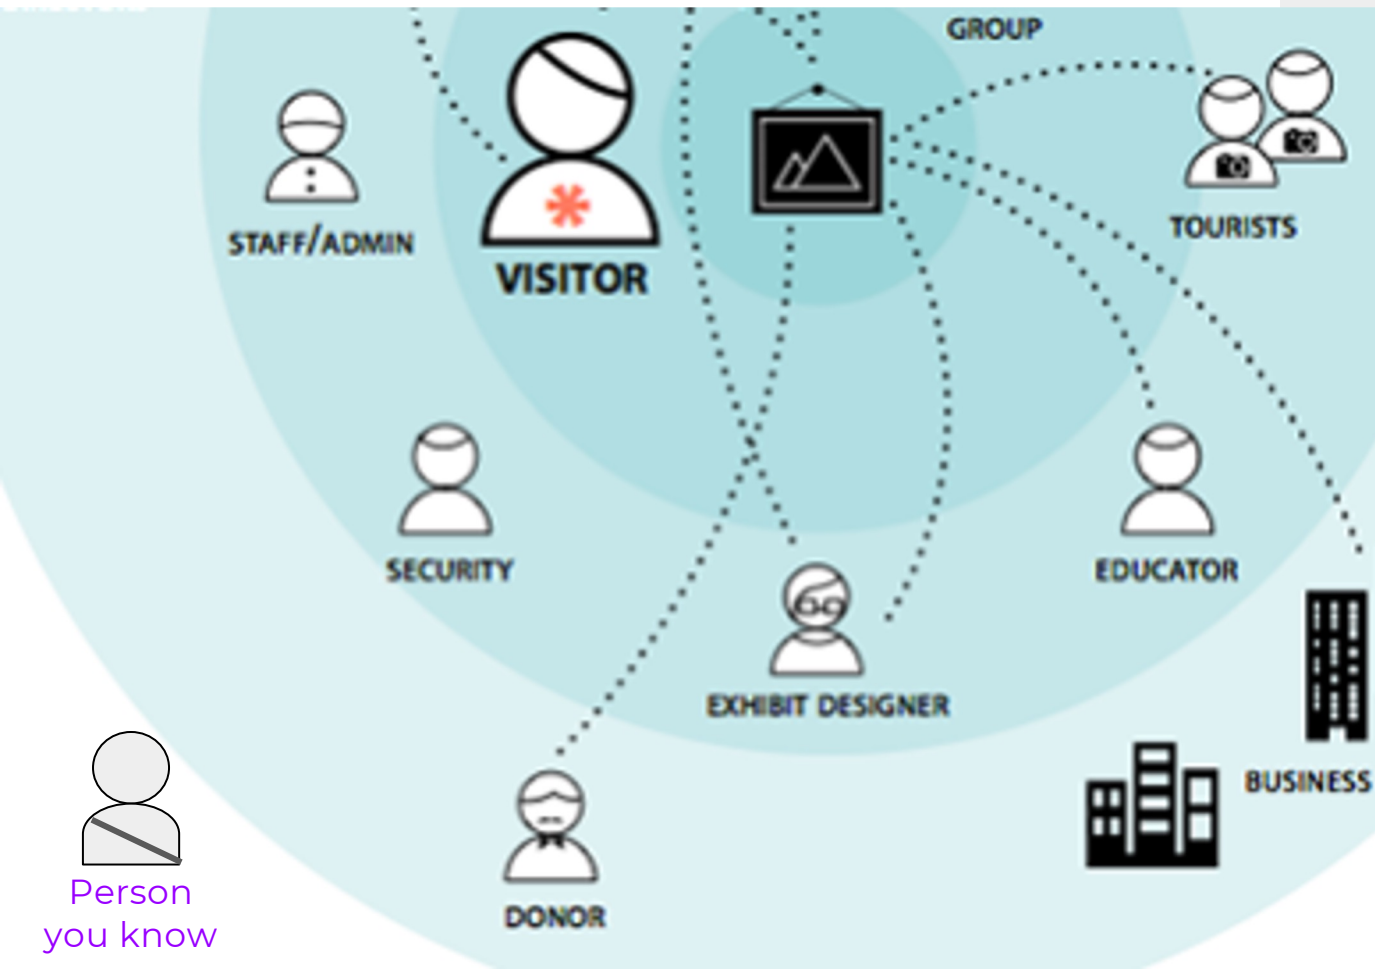 GROUP
TOURISTS
STAFF/ADMIN
VISITOR
SECURITY
EDUCATOR
EXHIBIT DESIGNER
BUSINESS
Person
you know
DONOR